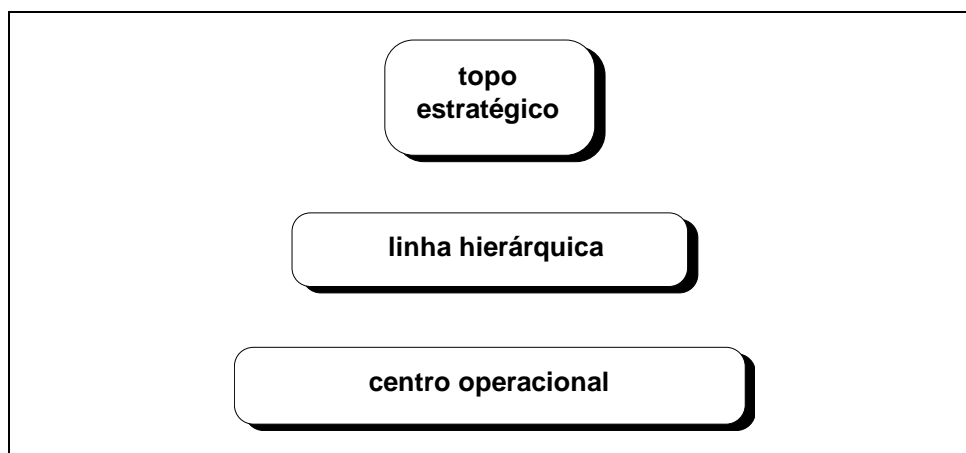 topo
estratégico
linha hierárquica
centro operacional